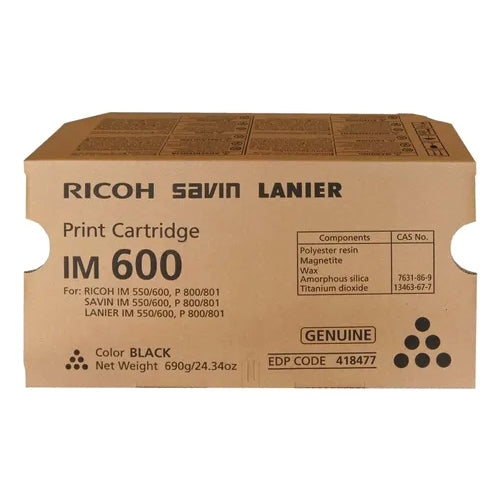 RICOH SAVIN LANIER
Print Cartridge
IM 600
For: RICOH IM 550/600, P 800/801
SAVIN IM 550/600, P 800/801
LANIER IM 550/600, P 800/801
Color BLACK
Net Weight 690g/24.34oz
Components CAS No.
Polyester resin
Magnetite
Wax
Amorphous silica 7631-86-9
Titanium dioxide 13463-67-7
GENUINE
EDP CODE 418477